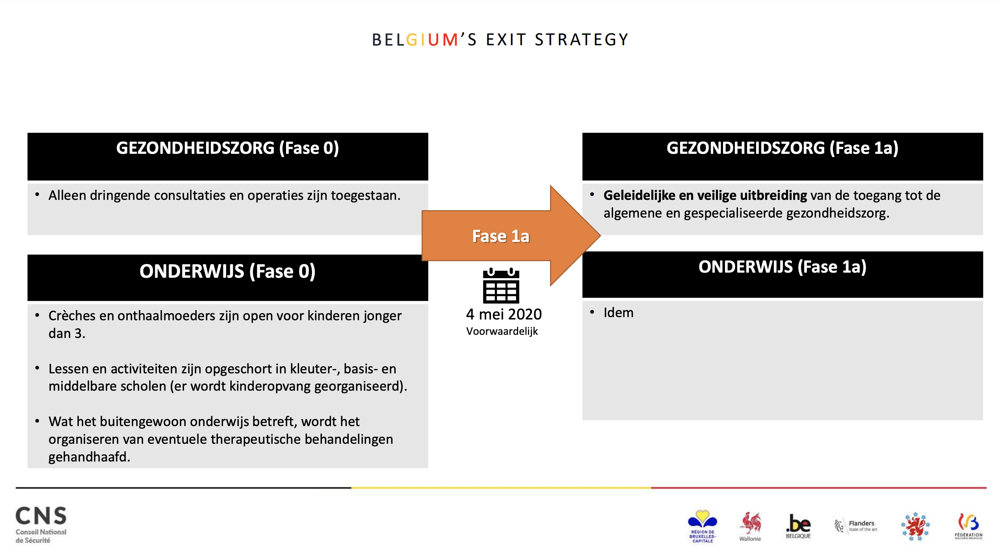 BELGIUM’S EXIT STRATEGY
GEZONDHEIDSZORG (Fase 0)
• Alleen dringende consultaties en operaties zijn toegestaan.
ONDERWIJS (Fase 0)
• Crèches en onthaalmoeders zijn open voor kinderen jonger
dan 3.
• Lessen en activiteiten zijn opgeschort in kleuter-, basis- en
middelbare scholen (er wordt kinderopvang georganiseerd).
• Wat het buitengewoon onderwijs betreft, wordt het
organiseren van eventuele therapeutische behandelingen
gehandhaafd.
Fase 1a
4 mei 2020
Voorwaardelijk
GEZONDHEIDSZORG (Fase 1a)
• Geleidelijke en veilige uitbreiding van de toegang tot de
algemene en gespecialiseerde gezondheidszorg.
ONDERWIJS (Fase 1a)
• Idem
CNS
Conseil National
de Sécurité
RÉGION DE
BRUXELLES-
CAPITALE
Wallonie
.be
BELGIQUE
Flanders
State of the art
FÉDÉRATION
WALLONIE-BRUXELLES